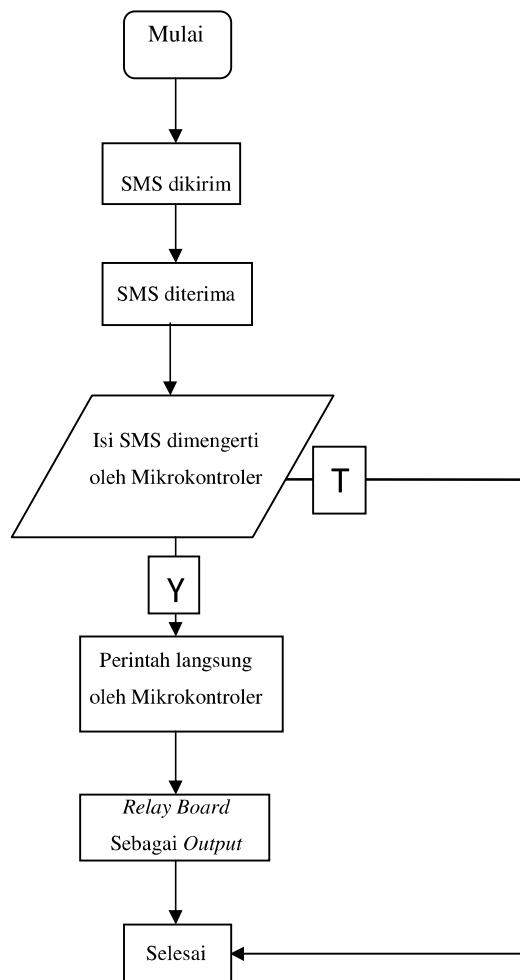 Mulai
SMS dikirim
SMS diterima
Isi SMS dimengerti
oleh Mikrokontroler
T
Y
Perintah langsung
oleh Mikrokontroler
Relay Board
Sebagai Output
Selesai